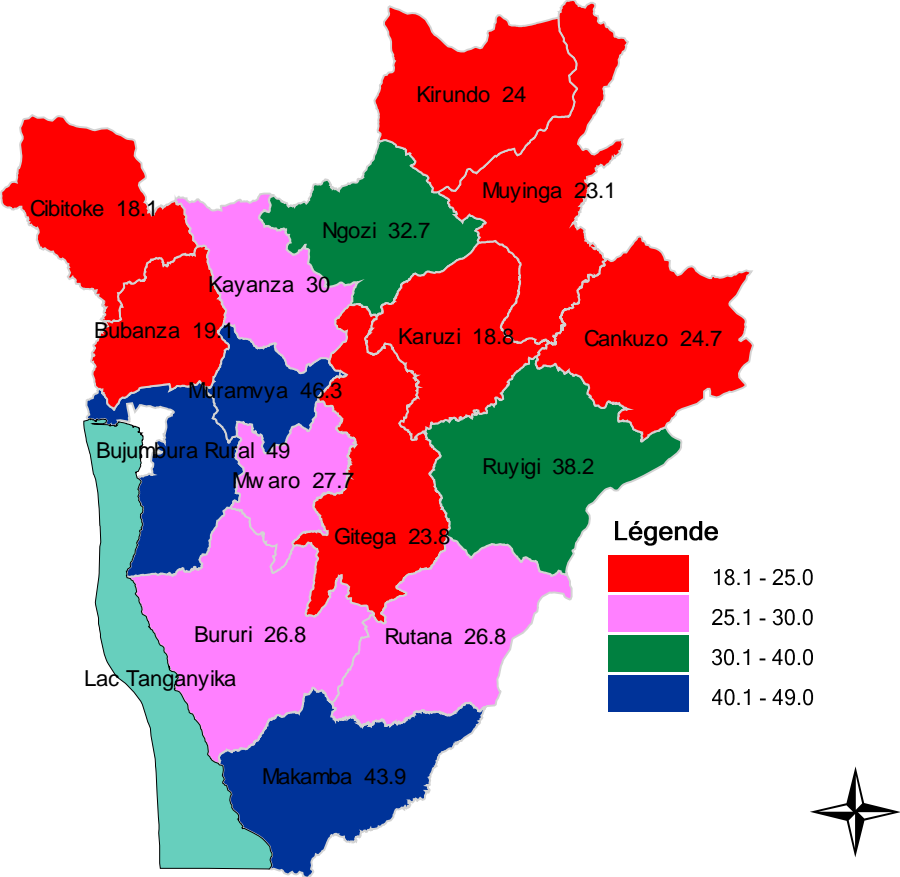 Kirundo 24
Muyinga 23.1
Cibitoke 18.1
Ngozi 32.7
Kayanza 30
Bubanza 19.1
Karuzi 18.8
Cankuzo 24.7
Muramvya 46.3
Bujumbura Rural 49
Ruyigi 38.2
Mwaro 27.7
Gitega 23.8
Légende
18.1 - 25.0
25.1 - 30.0
30.1 - 40.0
40.1 - 49.0
Bururi 26.8
Rutana 26.8
Lac Tanganyika
Makamba 43.9